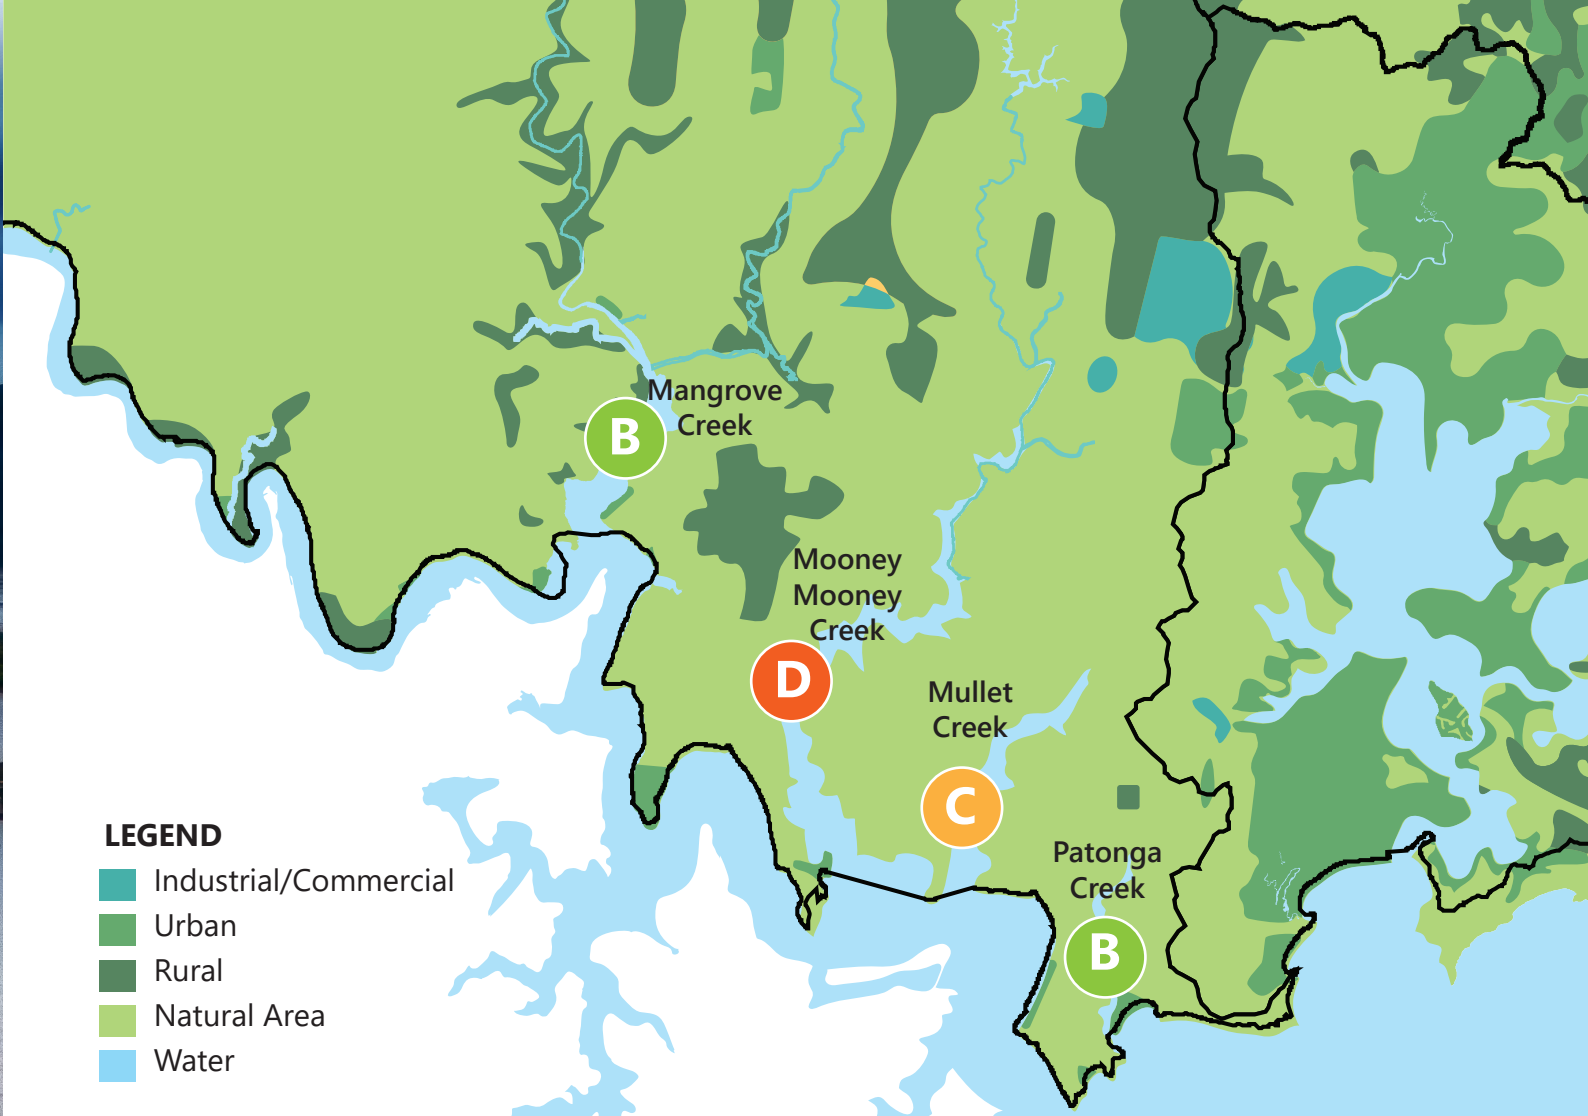 Mangrove
Creek
B
Mooney
Mooney
Creek
D
Mullet
Creek
C
Patonga
Creek
B
LEGEND
Industrial/Commercial
Urban
Rural
Natural Area
Water